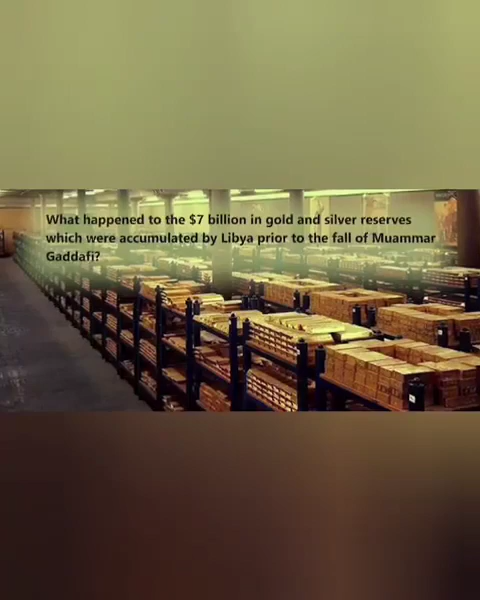 What happened to the $7 billion in gold and silver reserves
which were accumulated by Libya prior to the fall of Muammar
Gaddafi?